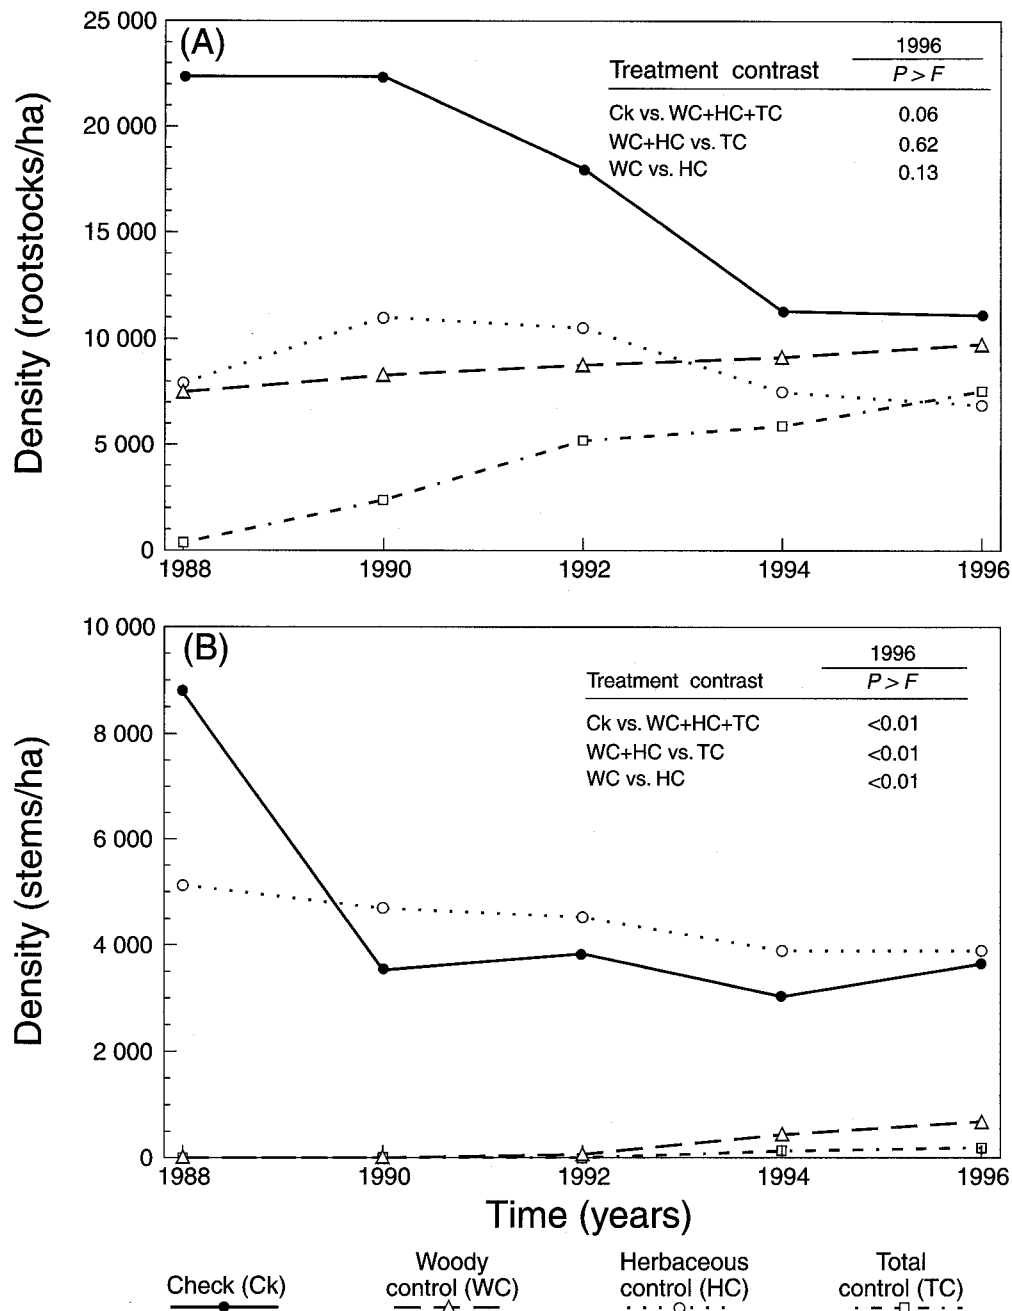 25 000
(A)
1996
Treatment contrast
P > F
Ck vs. WC+HC+TC 0.06
WC+HC vs. TC 0.62
WC vs. HC 0.13
20 000
15 000
10 000
5 000
0
Density (rootstocks/ha)
1988 1990 1992 1994 1996
10 000
(B)
1996
Treatment contrast
P > F
Ck vs. WC+HC+TC <0.01
WC+HC vs. TC <0.01
WC vs. HC <0.01
8 000
6 000
4 000
2 000
0
Density (stems/ha)
1988 1990 1992 1994 1996
Time (years)
Check (Ck)
Woody
control (WC)
Herbaceous
control (HC)
Total
control (TC)